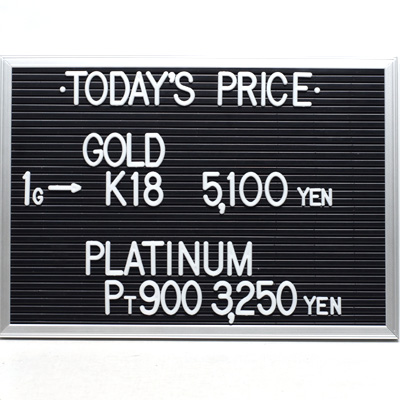 ·TODAY'S PRICE·
GOLD
1G→ K18 5,100 YEN
PLATINUM
PT900 3,250 YEN